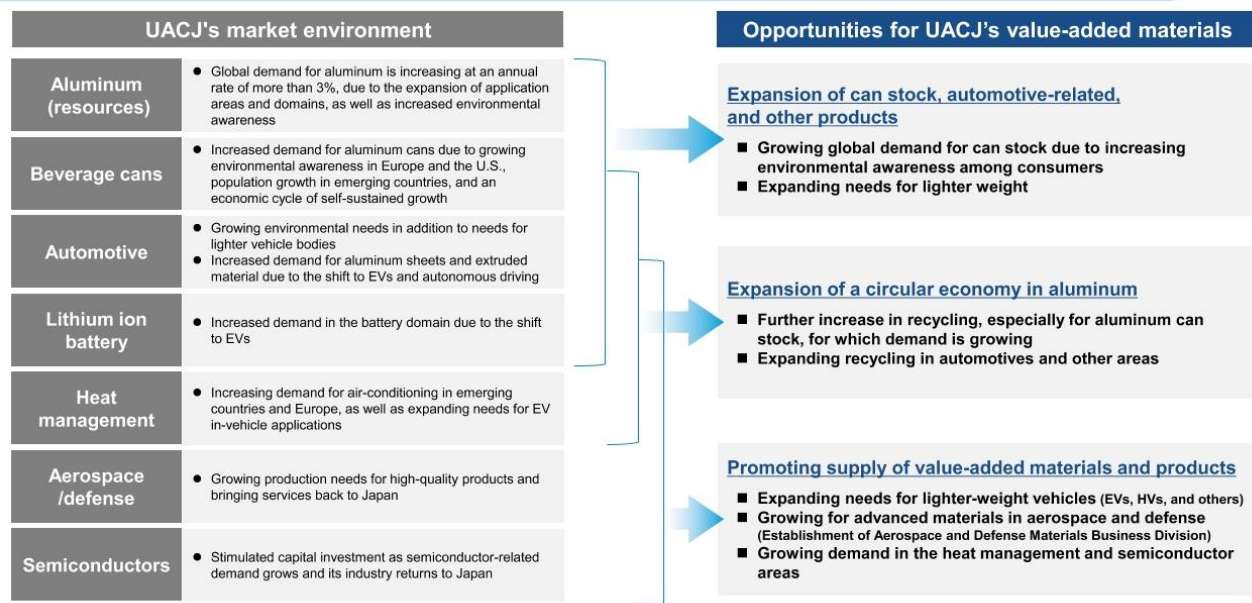 UACJ's market environment
Aluminum
(resources)
● Global demand for aluminum is increasing at an annual
rate of more than 3%, due to the expansion of application
areas and domains, as well as increased environmental
awareness
Beverage cans
● Increased demand for aluminum cans due to growing
environmental awareness in Europe and the U.S.,
population growth in emerging countries, and an
economic cycle of self-sustained growth
Automotive
● Growing environmental needs in addition to needs for
lighter vehicle bodies
● Increased demand for aluminum sheets and extruded
material due to the shift to EVs and autonomous driving
Lithium ion
battery
● Increased demand in the battery domain due to the shift
to EVs
Heat
management
● Increasing demand for air-conditioning in emerging
countries and Europe, as well as expanding needs for EV
in-vehicle applications
Aerospace
/defense
● Growing production needs for high-quality products and
bringing services back to Japan
Semiconductors
● Stimulated capital investment as semiconductor-related
demand grows and its industry returns to Japan
Opportunities for UACJ’s value-added materials
Expansion of can stock, automotive-related,
and other products
■ Growing global demand for can stock due to increasing
environmental awareness among consumers
■ Expanding needs for lighter weight
Expansion of a circular economy in aluminum
■ Further increase in recycling, especially for aluminum can
stock, for which demand is growing
■ Expanding recycling in automotives and other areas
Promoting supply of value-added materials and products
■ Expanding needs for lighter-weight vehicles (EVs, HVs, and others)
■ Growing for advanced materials in aerospace and defense
(Establishment of Aerospace and Defense Materials Business Division)
■ Growing demand in the heat management and semiconductor
areas